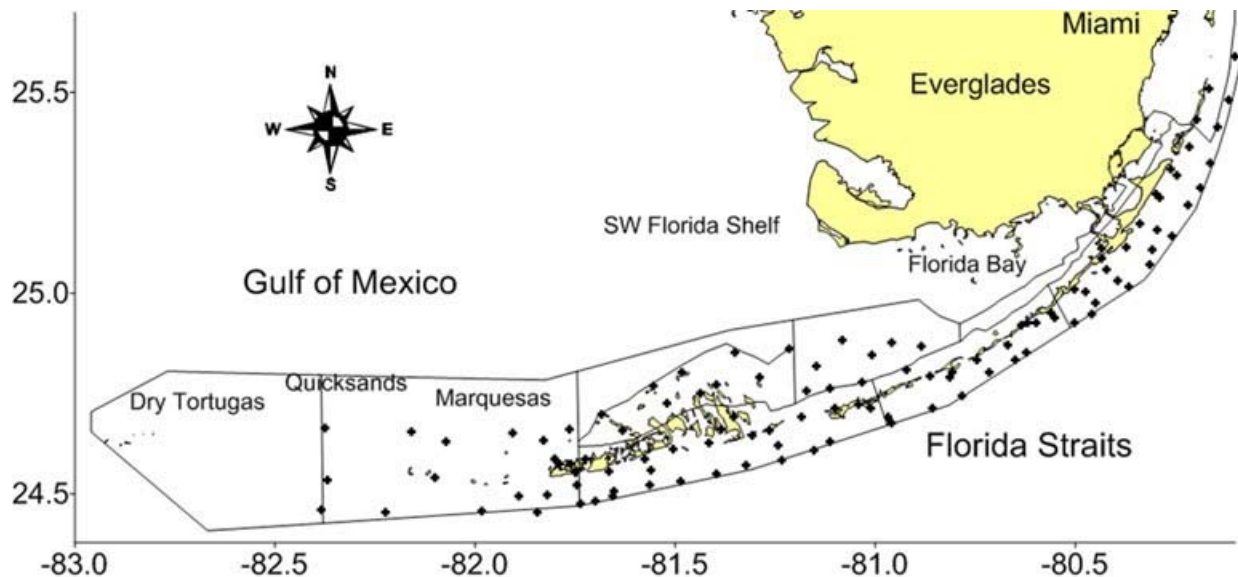 Miami
Everglades
25.5
N
W
E
S
SW Florida Shelf
Florida Bay
Gulf of Mexico
25.0
Quicksands
Dry Tortugas
Marquesas
Florida Straits
24.5
-83.0
-82.5
-82.0
-81.5
-81.0
-80.5